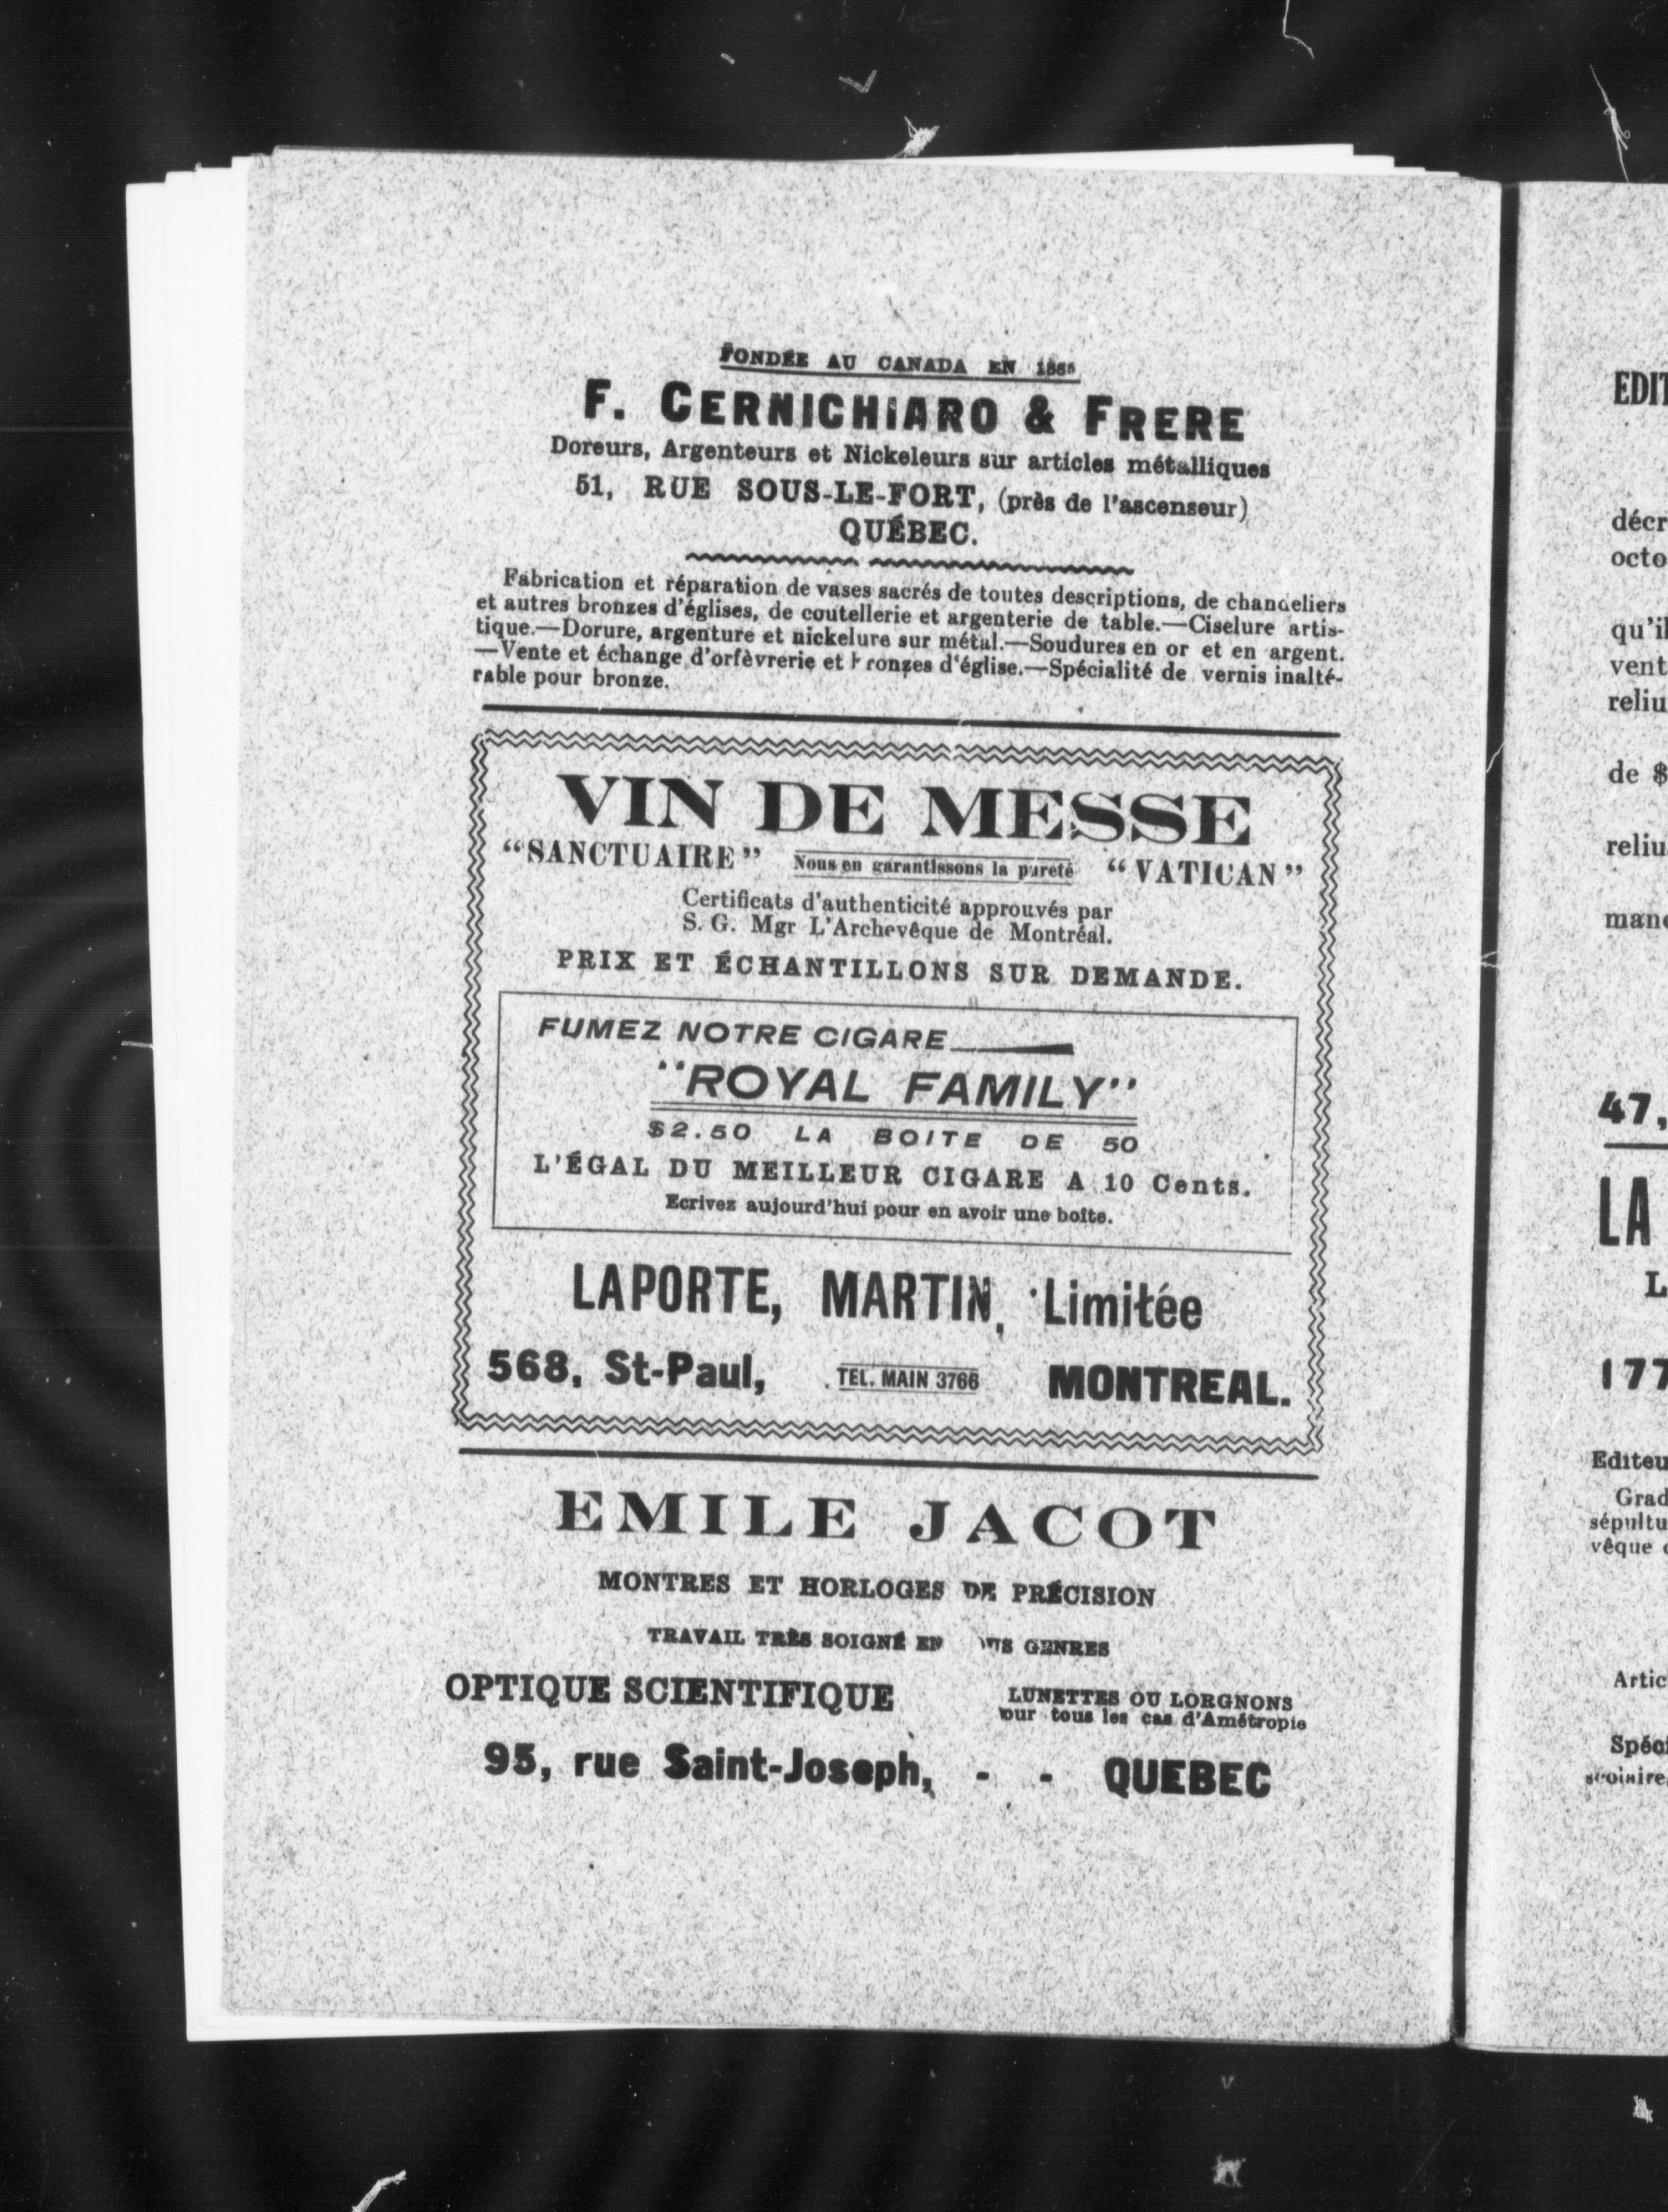 FONDÉE AU CANADA EN
F. CERNICHIARO & FRERE
Doreurs, Argenteurs et Nickeleurs sur articles métalliques
51, RUE SOUS-LE-FORT, (près de l'ascenseur)
QUÉBEC.
Fabrication et réparation de vases sacrés de toutes descriptions, de chandeliers
et autres bronzes d'églises, de coutellerie et argenterie de table.—Ciselure artis-
tique.—Dorure, argenture et nickelure sur métal.—Soudures en or et en argent.
—Vente et échange d'orfèvrerie et bronzes d'église.—Spécialité de vernis inalté-
rable pour bronze.
VIN DE MESSE
“SANCTUAIRE” Nous en garantissons la pureté “VATICAN”
Certificats d'authenticité approuvés par
S. G. Mgr L'Archevêque de Montréal.
PRIX ET ÉCHANTILLONS SUR DEMANDE.
FUMEZ NOTRE CIGARE
"ROYAL FAMILY"
$2.50 LA BOITE DE 50
L'ÉGAL DU MEILLEUR CIGARE A 10 Cents.
Ecrivez aujourd'hui pour en avoir une boîte.
LAPORTE, MARTIN, Limitée
568, St-Paul, TEL. MAIN 3766 MONTREAL.
EMILE JACOT
MONTRES ET HORLOGES DE PRÉCISION
TRAVAIL TRÈS SOIGNÉ EN GENRES
OPTIQUE SCIENTIFIQUE LUNETTES OU LORGNONS
our tous les cas d'Amétropie
95, rue Saint-Joseph, - - QUEBEC
EDIT
décr
octo
qu'il
vent
reliu
de $
reliu
man
47,
LA
L
177
Editeu
Grad
sépultu
vêque
Artic
Spéci